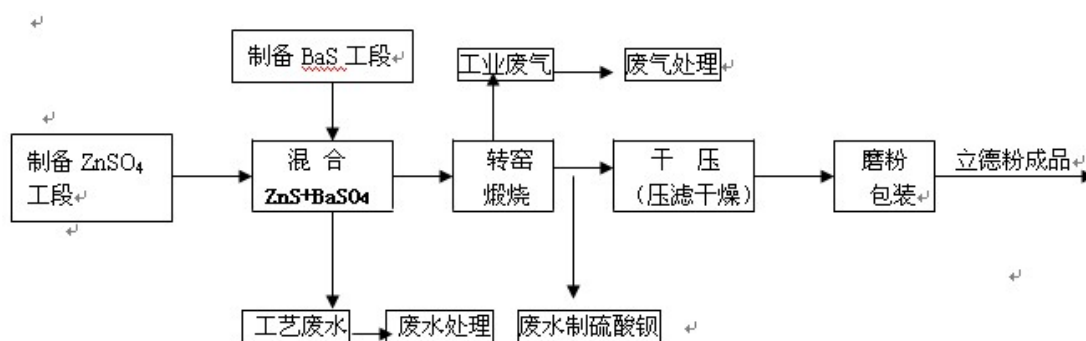 制备 BaS 工段
工业废气
废气处理
制备 ZnSO₄
工段
混 合
ZnS+BaSO₄
转窑
煅烧
干 压
（压滤干燥）
磨粉
包装
立德粉成品
工艺废水
废水处理
废水制硫酸钡